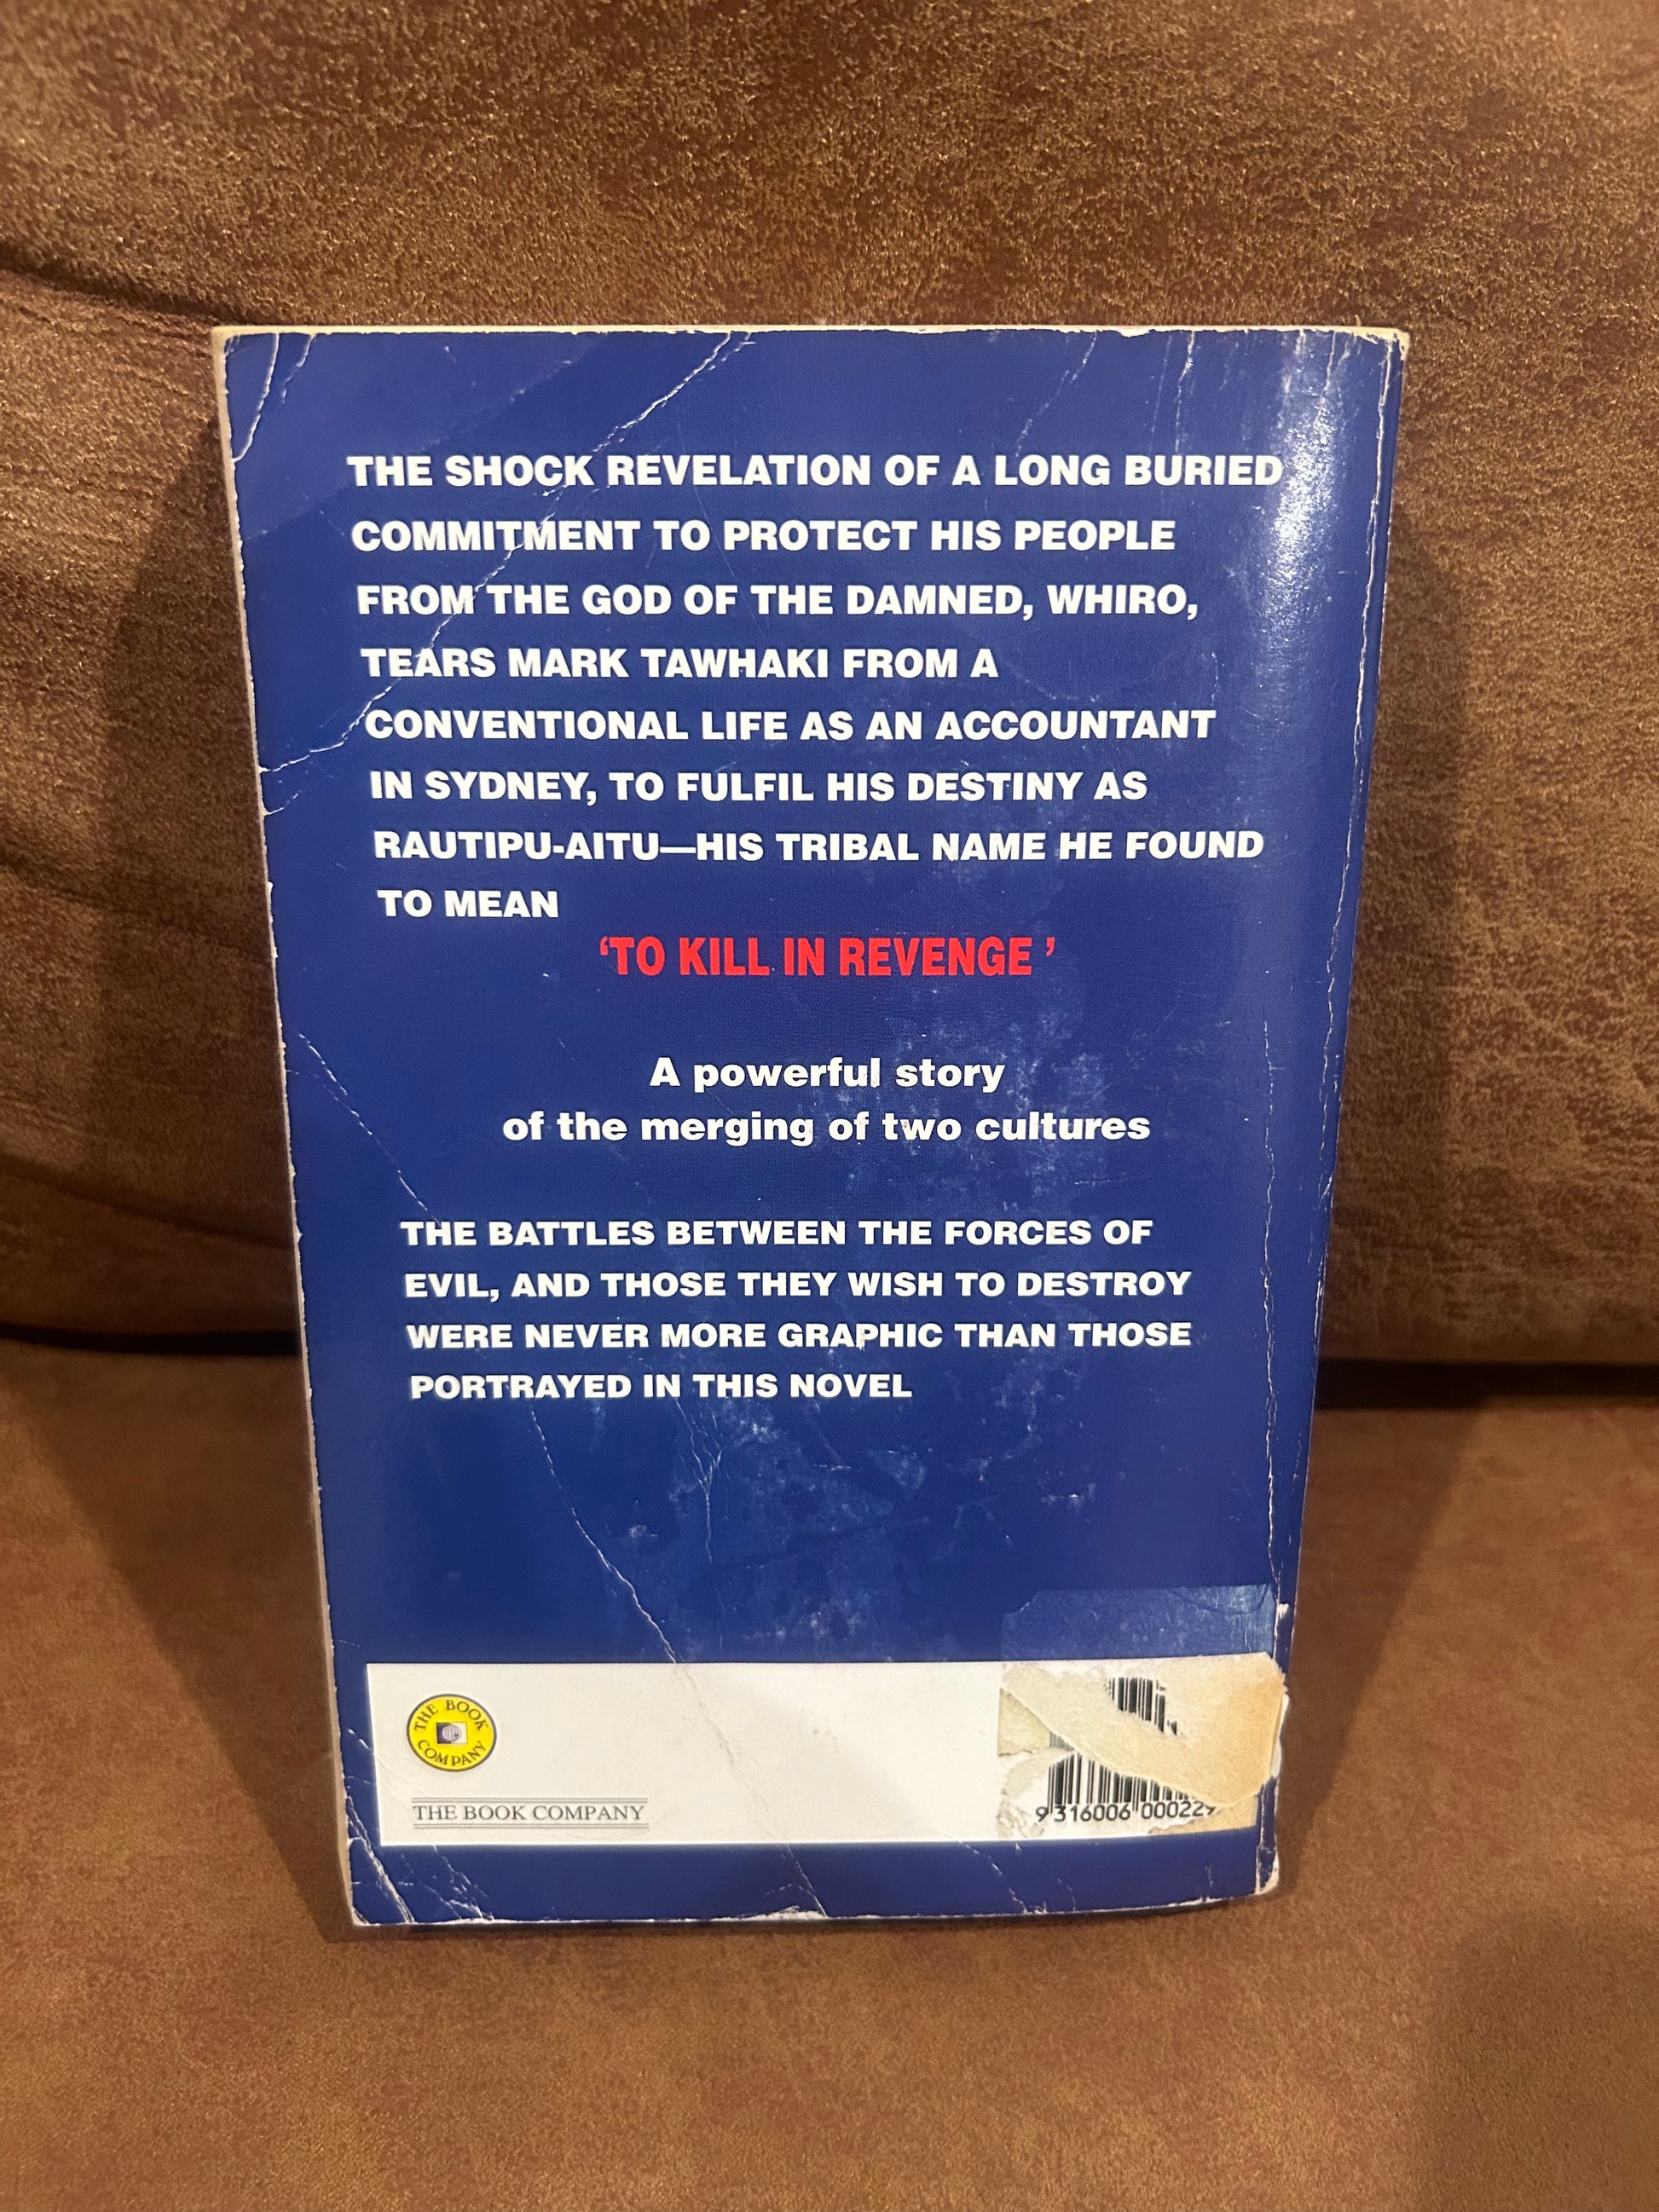 THE SHOCK REVELATION OF A LONG BURIED
COMMITMENT TO PROTECT HIS PEOPLE
FROM THE GOD OF THE DAMNED, WHIRO,
TEARS MARK TAWHAKI FROM A
CONVENTIONAL LIFE AS AN ACCOUNTANT
IN SYDNEY, TO FULFIL HIS DESTINY AS
RAUTIPU-AITU—HIS TRIBAL NAME HE FOUND
TO MEAN
‘TO KILL IN REVENGE ’
A powerful story
of the merging of two cultures
THE BATTLES BETWEEN THE FORCES OF
EVIL, AND THOSE THEY WISH TO DESTROY
WERE NEVER MORE GRAPHIC THAN THOSE
PORTRAYED IN THIS NOVEL
THE BOOK
COMPANY
THE BOOK COMPANY
9 316006